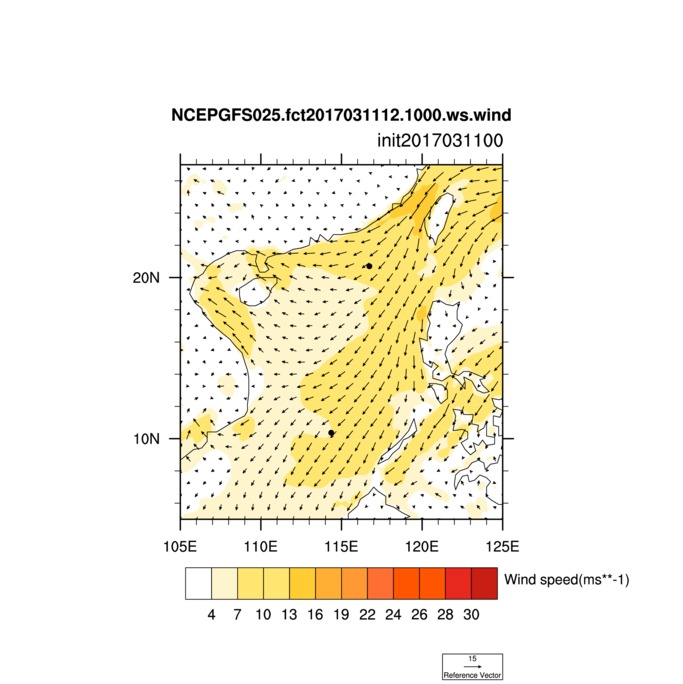 NCEPGFS025.fct2017031112.1000.ws.wind
init2017031100
20N
10N
105E 110E 115E 120E 125E
Wind speed(ms**-1)
4 7 10 13 16 19 22 24 26 28 30
15
Reference Vector